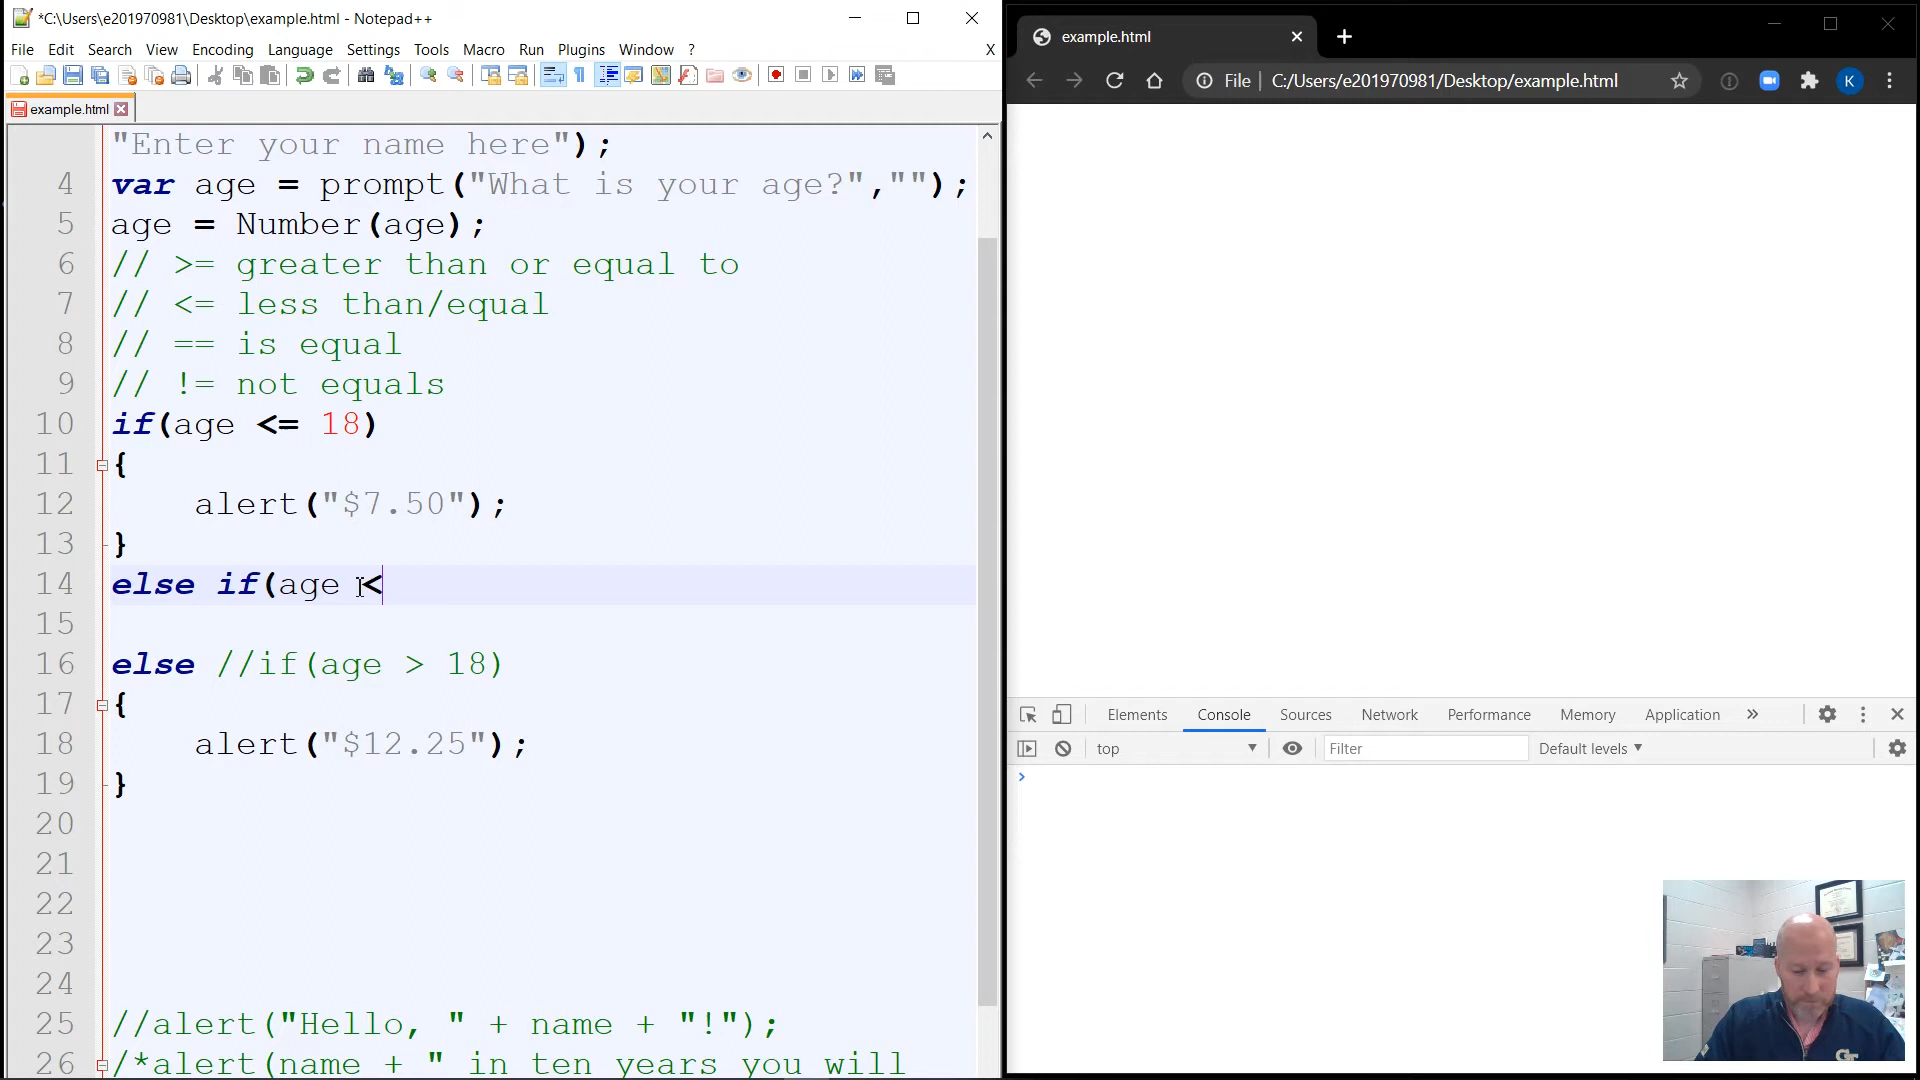 *C:\Users\e201970981\Desktop\example.html - Notepad++
File Edit Search View Encoding Language Settings Tools Macro Run Plugins Window ? X
example.html
"Enter your name here");
4 var age = prompt("What is your age?","");
5 age = Number(age);
6 // >= greater than or equal to
7 // <= less than/equal
8 // == is equal
9 // != not equals
10 if(age <= 18)
11 {
12 alert("$7.50");
13 }
14 else if(age <
15
16 else //if(age > 18)
17 {
18 alert("$12.25");
19 }
20
21
22
23
24
25 //alert("Hello, " + name + "!");
26 /*alert(name + " in ten years you will
example.html
File | C:/Users/e201970981/Desktop/example.html K
Elements Console Sources Network Performance Memory Application »
top Filter Default levels
>
GT